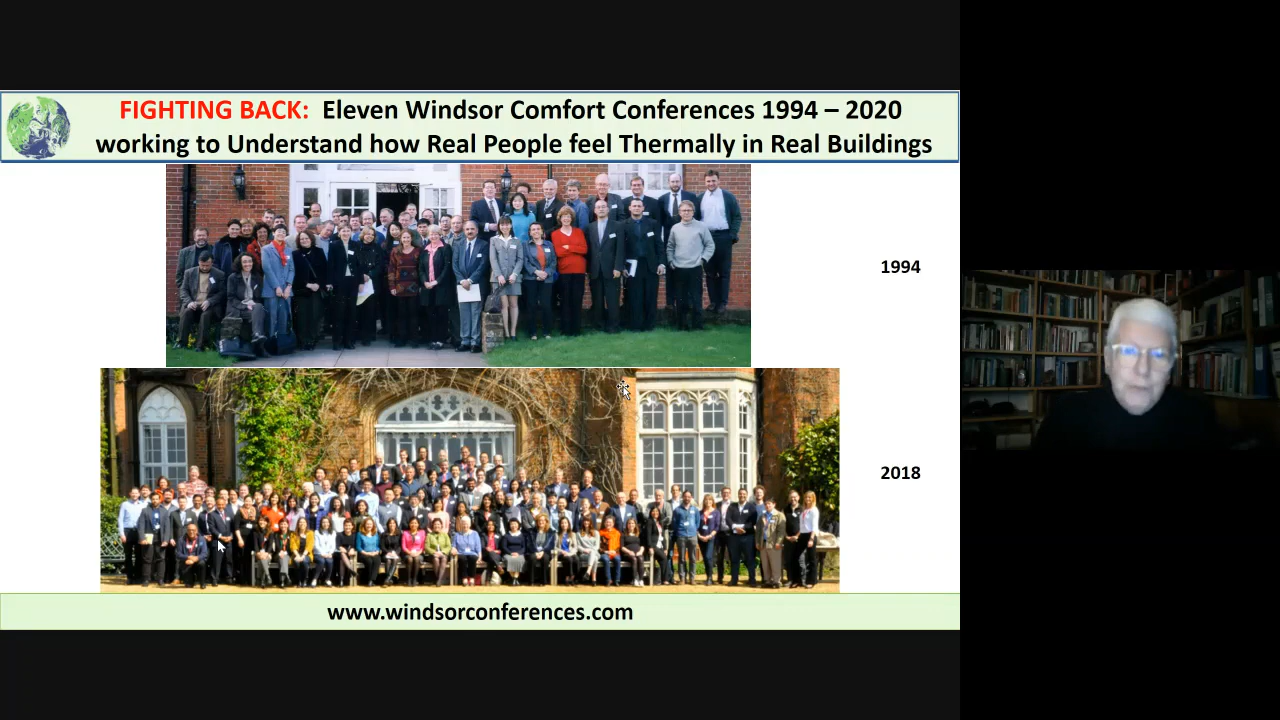 FIGHTING BACK: Eleven Windsor Comfort Conferences 1994 – 2020
working to Understand how Real People feel Thermally in Real Buildings
1994
2018
www.windsorconferences.com